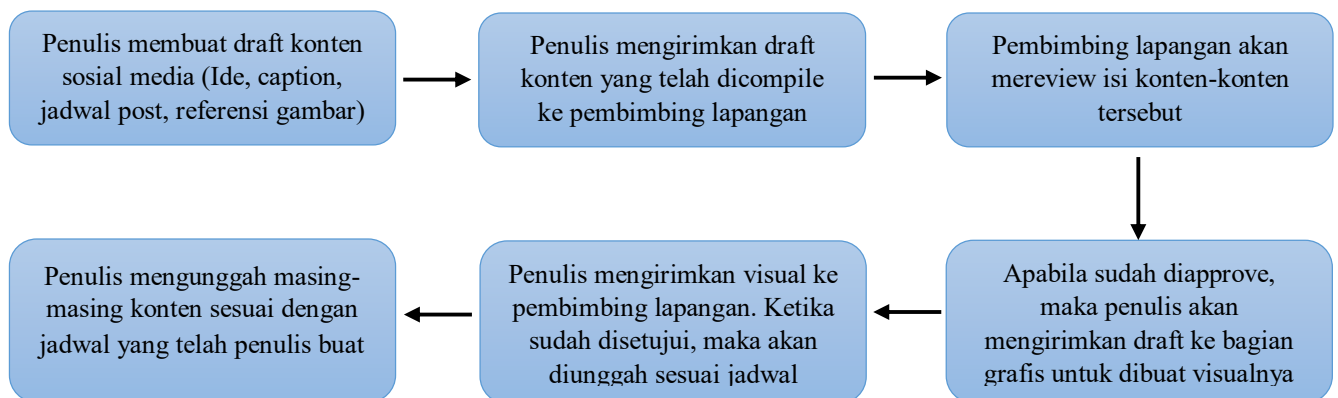 Penulis membuat draft konten
sosial media (Ide, caption,
jadwal post, referensi gambar)
Penulis mengirimkan draft
konten yang telah dicompile
ke pembimbing lapangan
Pembimbing lapangan akan
mereview isi konten-konten
tersebut
Apabila sudah diapprove,
maka penulis akan
mengirimkan draft ke bagian
grafis untuk dibuat visualnya
Penulis mengirimkan visual ke
pembimbing lapangan. Ketika
sudah disetujui, maka akan
diunggah sesuai jadwal
Penulis mengunggah masing-
masing konten sesuai dengan
jadwal yang telah penulis buat